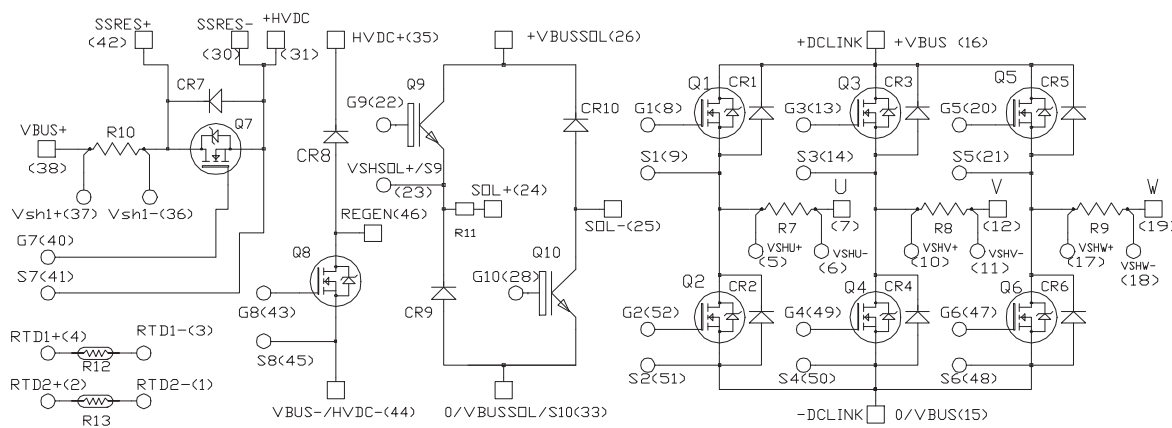 SSRES+
(42)
SSRES-
(30)
+HVDC
(31)
CR7
Q7
VBUS+
(38)
R10
Vsh1+(37)
Vsh1-(36)
G7(40)
S7(41)
RTD1+(4)
RTD1-(3)
R12
RTD2+(2)
RTD2-(1)
R13
HVDC+(35)
CR8
REGEN(46)
Q8
G8(43)
S8(45)
VBUS-/HVDC-(44)
+VBUSSOL(26)
Q9
G9(22)
VSHSOL+/S9
(23)
SOL+(24)
R11
CR10
SOL-(25)
Q10
G10(28)
CR9
0/VBUSSOL/S10(33)
+DCLINK
+VBUS (16)
Q1
CR1
G1(8)
S1(9)
Q3
CR3
G3(13)
S3(14)
Q5
CR5
G5(20)
S5(21)
U
(7)
R7
VSHU+
(5)
VSHU-
(6)
V
(12)
R8
VSHV+
(10)
VSHV-
(11)
W
(19)
R9
VSHW+
(17)
VSHW-
(18)
Q2
CR2
G2(52)
S2(51)
Q4
CR4
G4(49)
S4(50)
Q6
CR6
G6(47)
S6(48)
-DCLINK
0/VBUS(15)